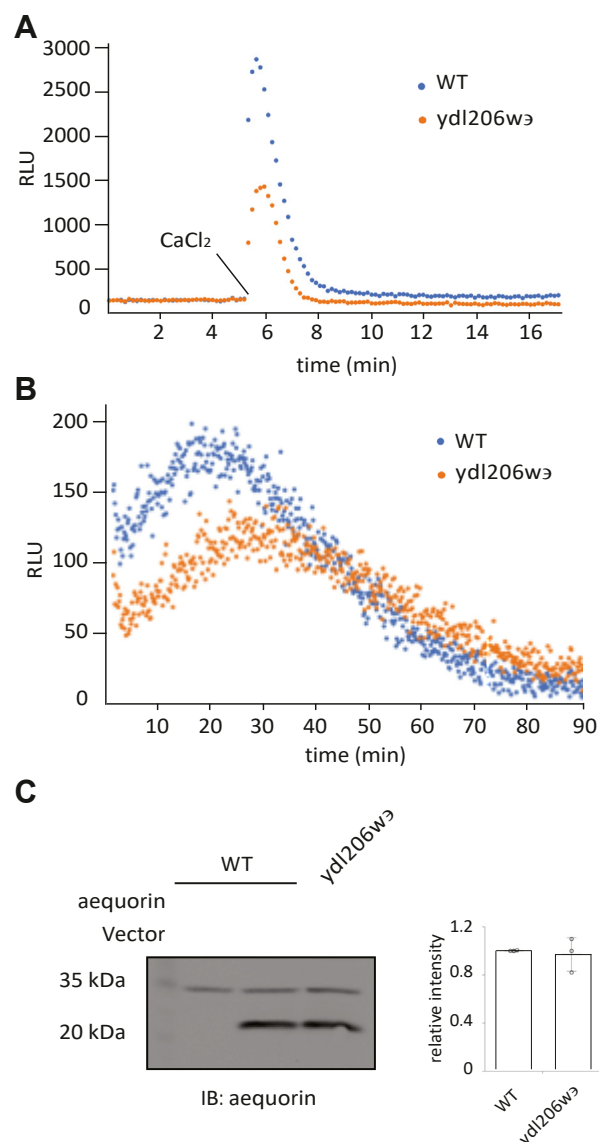 A
3000
2500
2000
1500
1000
500
0
RLU
WT
ydl206wэ
CaCl₂
2 4 6 8 10 12 14 16
time (min)
B
200
150
100
50
0
RLU
WT
ydl206wэ
10 20 30 40 50 60 70 80 90
time (min)
C
WT ydl206wэ
aequorin
Vector
35 kDa
20 kDa
IB: aequorin
1.2
0.8
0.4
0
relative intensity
WT ydl206wэ